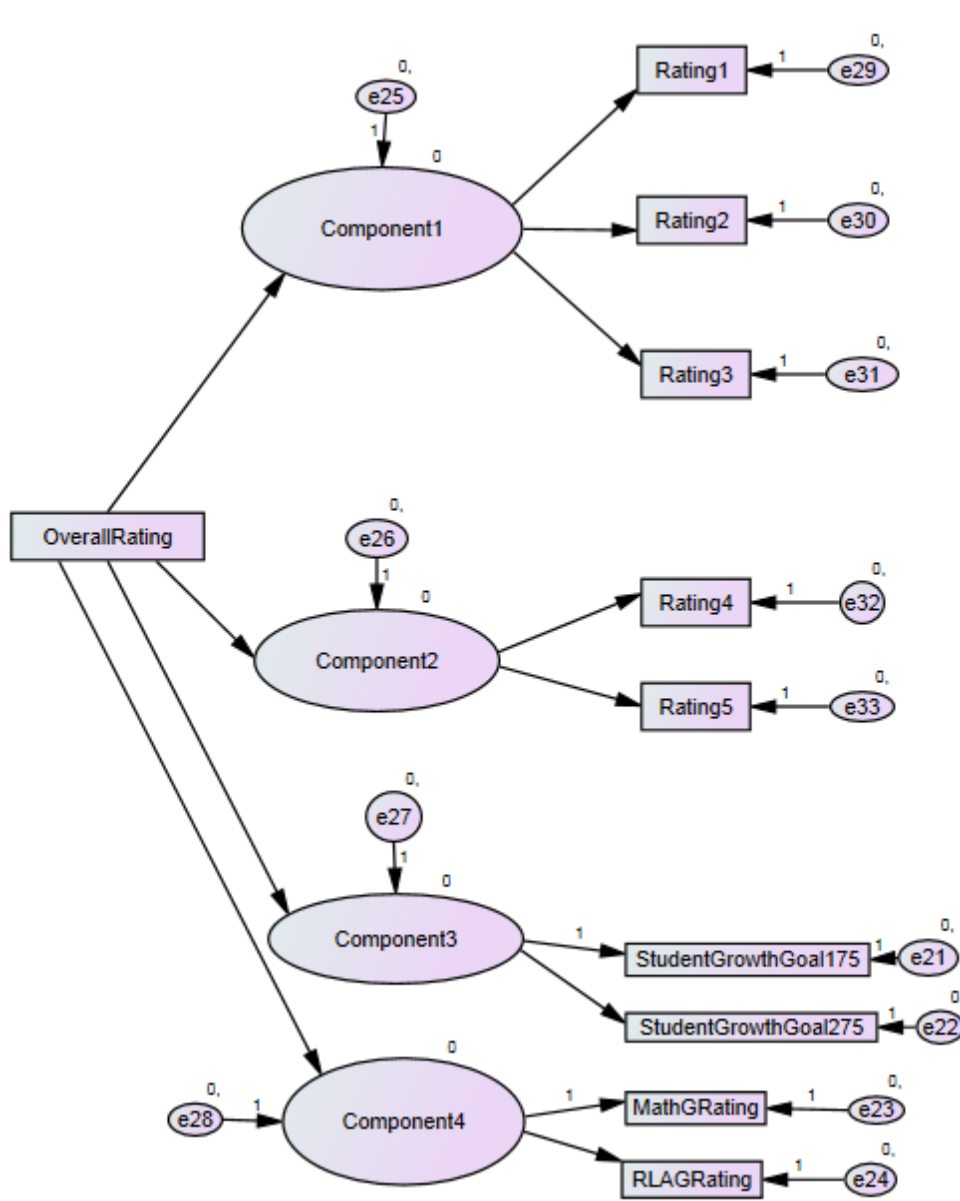 0,
e25
1
0
Component1
Rating1
1
0,
e29
Rating2
1
0,
e30
Rating3
1
0,
e31
OverallRating
0,
e26
1
0
Component2
Rating4
1
0,
e32
Rating5
1
0,
e33
0,
e27
1
0
Component3
1
StudentGrowthGoal175
1
0,
e21
StudentGrowthGoal275
1
0
e22
0,
e28
1
0
Component4
1
MathGRating
1
0,
e23
RLAGRating
1
0,
e24